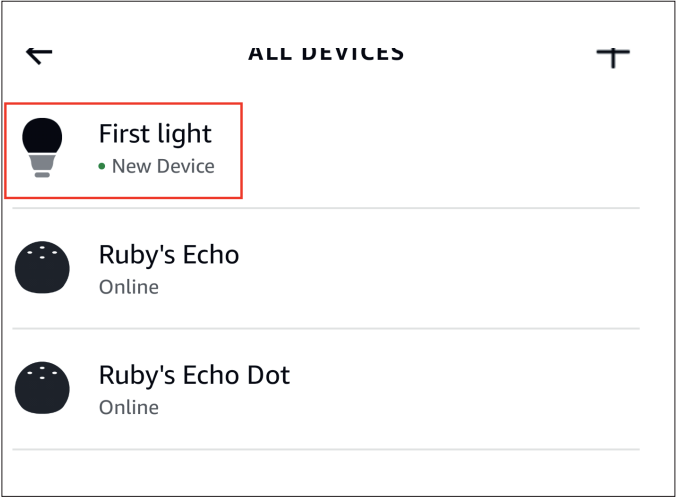 ALL DEVICES
First light
• New Device
Ruby's Echo
Online
Ruby's Echo Dot
Online